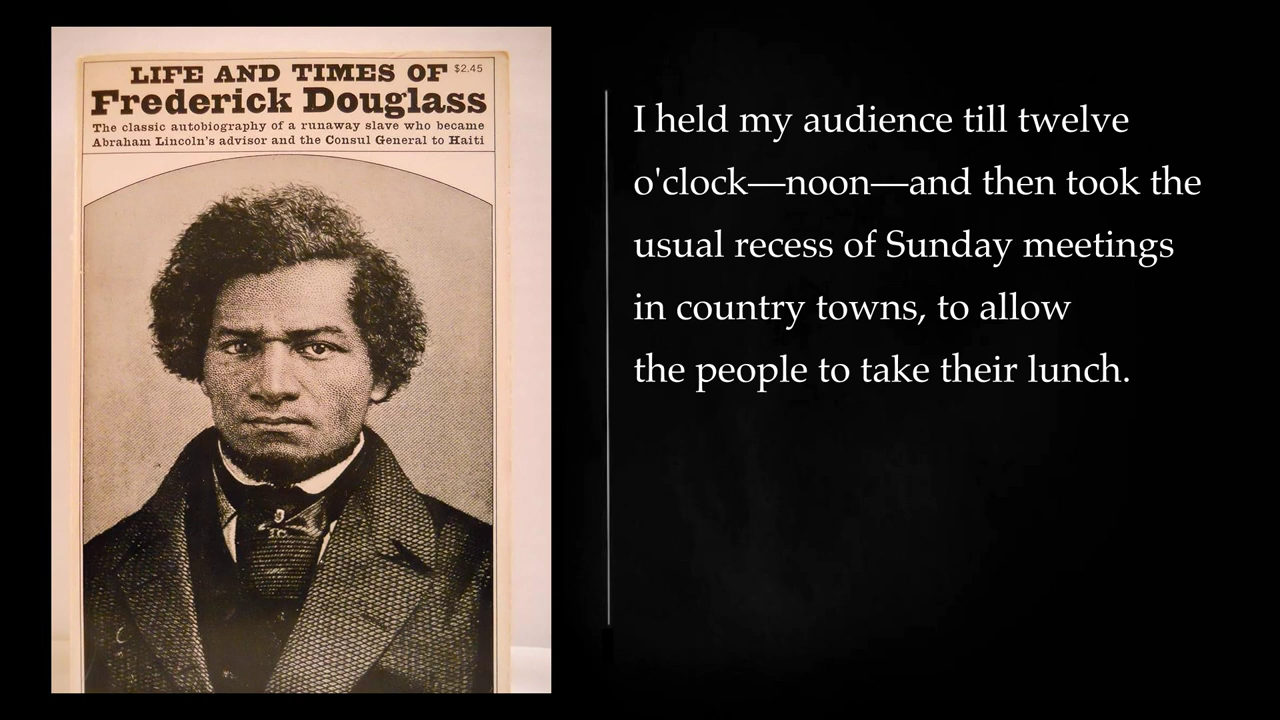 LIFE AND TIMES OF $2.45
Frederick Douglass
The classic autobiography of a runaway slave who became
Abraham Lincoln's advisor and the Consul General to Haiti
I held my audience till twelve
o'clock—noon—and then took the
usual recess of Sunday meetings
in country towns, to allow
the people to take their lunch.